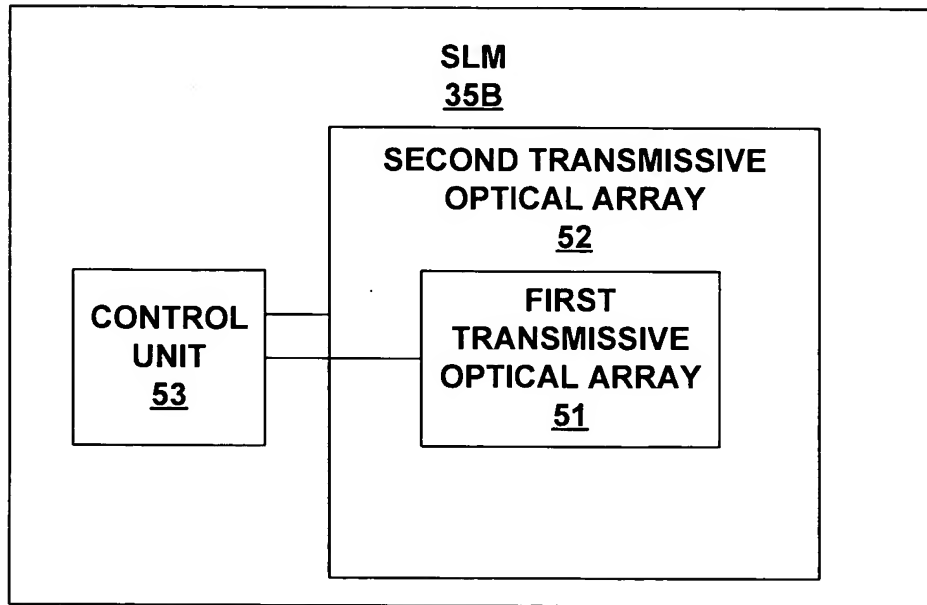 SLM
35B
SECOND TRANSMISSIVE
OPTICAL ARRAY
52
CONTROL
UNIT
53
FIRST
TRANSMISSIVE
OPTICAL ARRAY
51